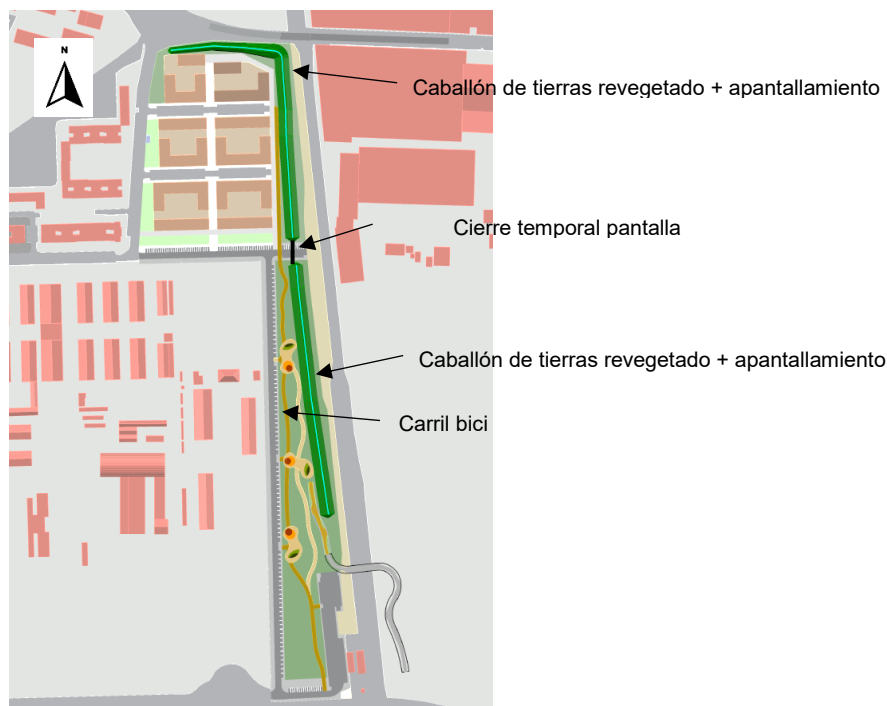 N
Caballón de tierras revegetado + apantallamiento
Cierre temporal pantalla
Caballón de tierras revegetado + apantallamiento
Carril bici